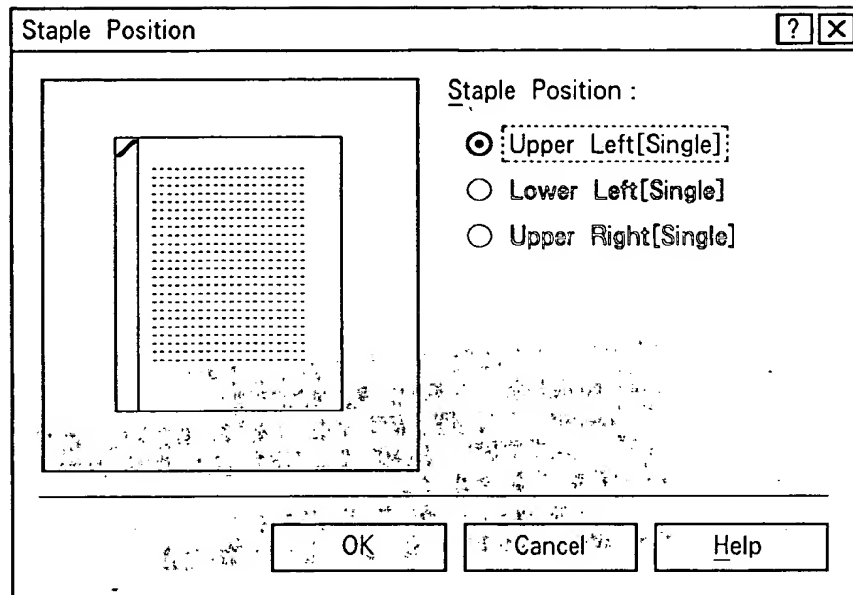 Staple Position
Staple Position :
Upper Left[Single]
Lower Left[Single]
Upper Right[Single]
OK
Cancel
Help